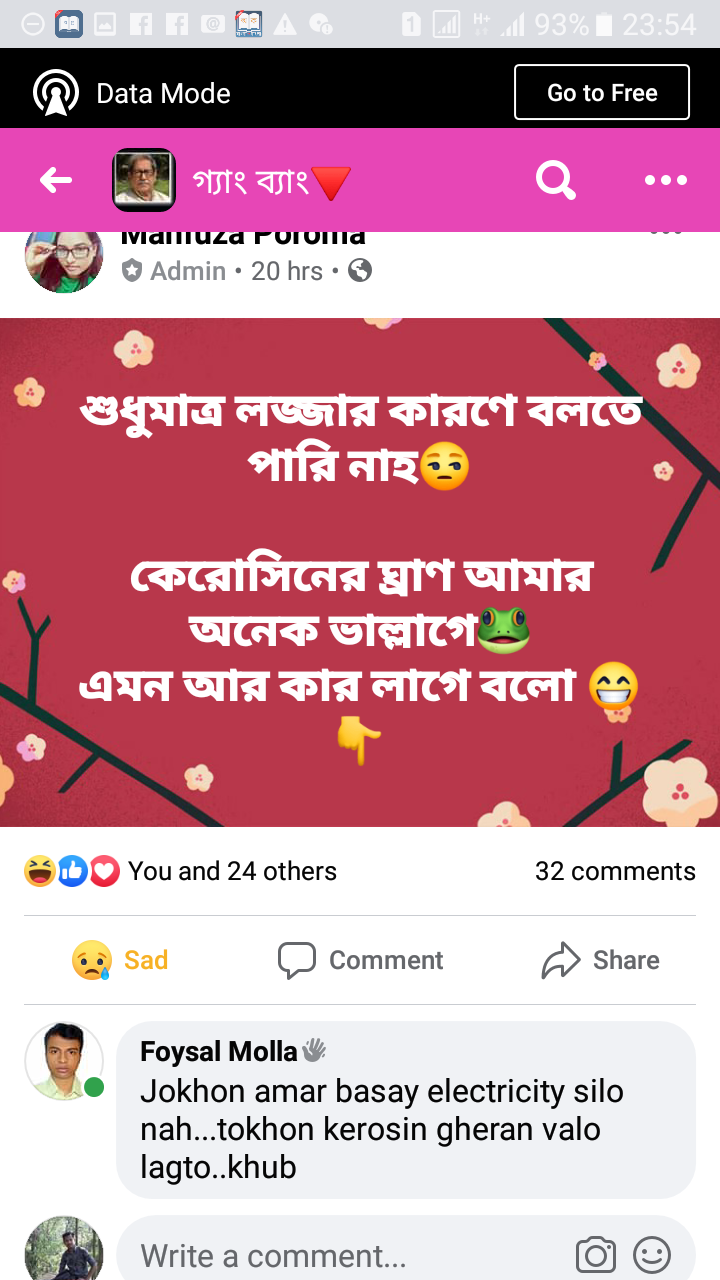 93% 23:54
Data Mode
Go to Free
গ্যাং ব্যাং🔻
Mahfuza Poroma
Admin • 20 hrs •
শুধুমাত্র লজ্জার কারণে বলতে
পারি নাহ😒
কেরোসিনের ঘ্রাণ আমার
অনেক ভাল্লাগে🐸
এমন আর কার লাগে বলো 😁
👇
You and 24 others
32 comments
Sad
Comment
Share
Foysal Molla👋
Jokhon amar basay electricity silo
nah...tokhon kerosin gheran valo
lagto..khub
Write a comment...